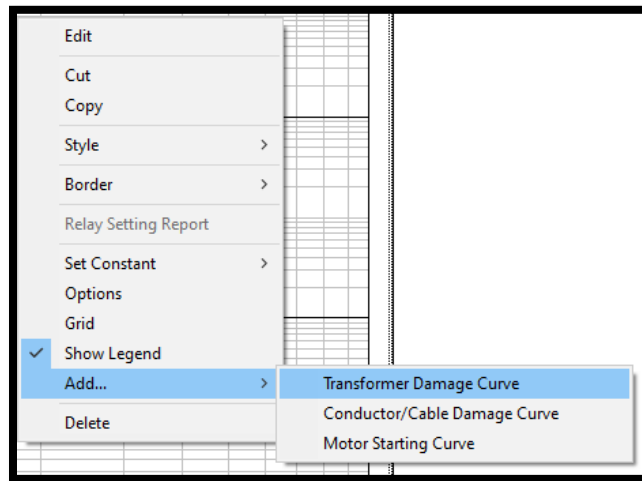 Edit
Cut
Copy
Style
Border
Relay Setting Report
Set Constant
Options
Grid
Show Legend
Add...
Transformer Damage Curve
Conductor/Cable Damage Curve
Motor Starting Curve
Delete